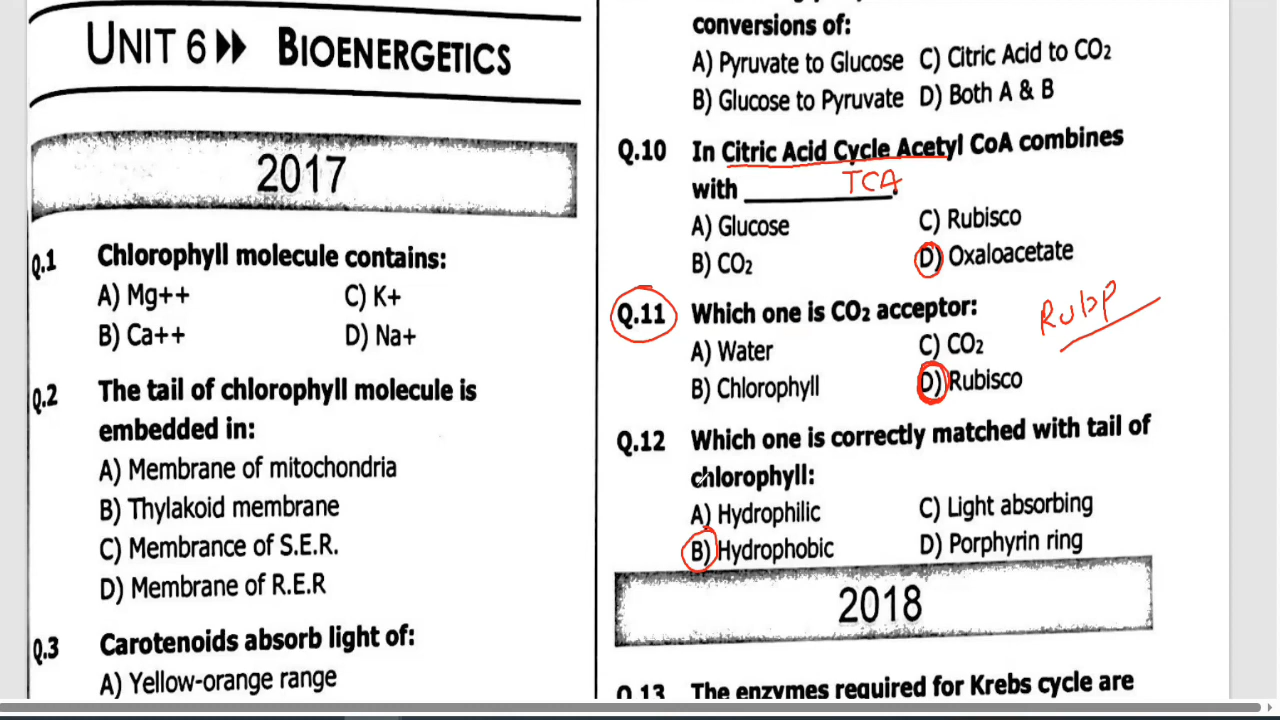 UNIT 6 ▶▶ BIOENERGETICS
2017
Q.1 Chlorophyll molecule contains:
A) Mg++ C) K+
B) Ca++ D) Na+
Q.2 The tail of chlorophyll molecule is
embedded in:
A) Membrane of mitochondria
B) Thylakoid membrane
C) Membrance of S.E.R.
D) Membrane of R.E.R
Q.3 Carotenoids absorb light of:
A) Yellow-orange range
conversions of:
A) Pyruvate to Glucose C) Citric Acid to CO₂
B) Glucose to Pyruvate D) Both A & B
Q.10 In Citric Acid Cycle Acetyl CoA combines
with ____________. TCA
A) Glucose C) Rubisco
B) CO₂ D) Oxaloacetate
Q.11 Which one is CO₂ acceptor: Rubp
A) Water C) CO₂
B) Chlorophyll D) Rubisco
Q.12 Which one is correctly matched with tail of
chlorophyll:
A) Hydrophilic C) Light absorbing
B) Hydrophobic D) Porphyrin ring
2018
Q.13 The enzymes required for Krebs cycle are